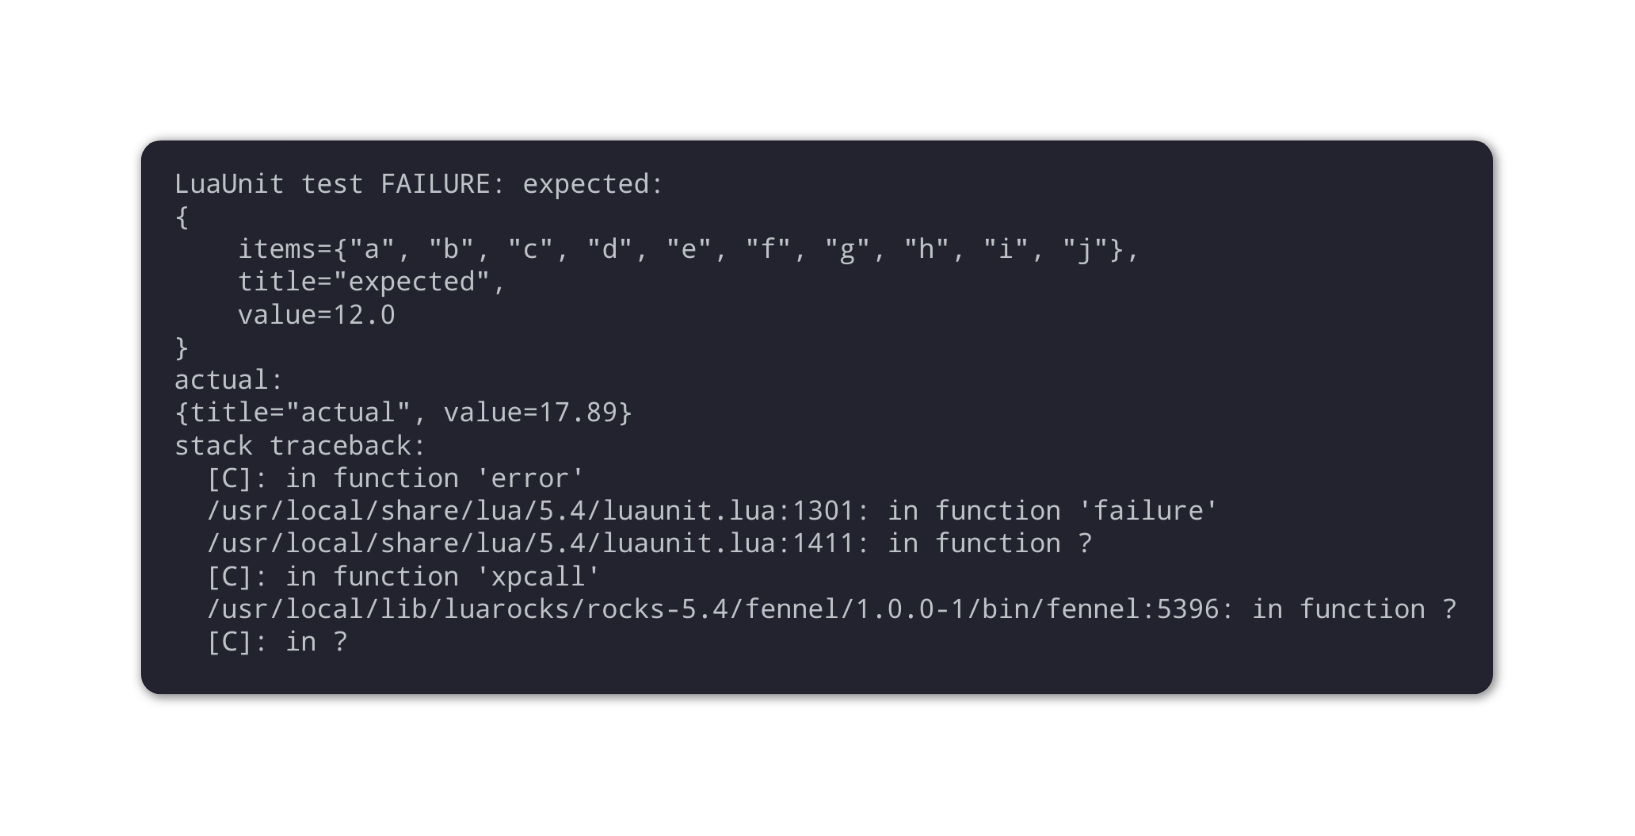 LuaUnit test FAILURE: expected:
{
    items={"a", "b", "c", "d", "e", "f", "g", "h", "i", "j"},
    title="expected",
    value=12.0
}
actual:
{title="actual", value=17.89}
stack traceback:
  [C]: in function 'error'
  /usr/local/share/lua/5.4/luaunit.lua:1301: in function 'failure'
  /usr/local/share/lua/5.4/luaunit.lua:1411: in function ?
  [C]: in function 'xpcall'
  /usr/local/lib/luarocks/rocks-5.4/fennel/1.0.0-1/bin/fennel:5396: in function ?
  [C]: in ?